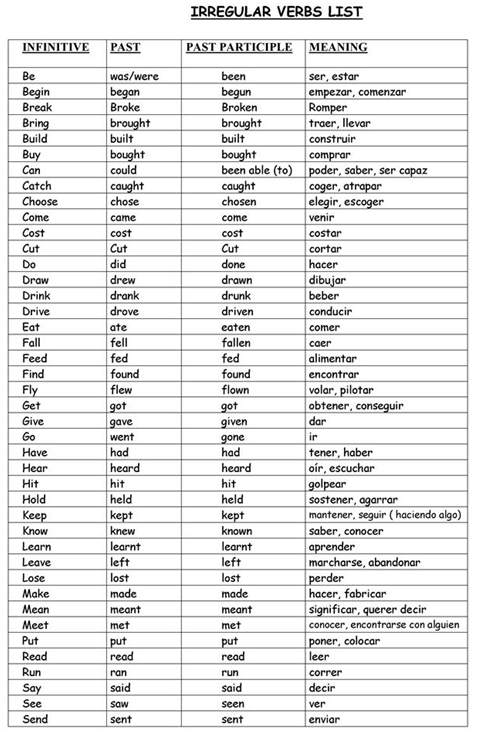 IRREGULAR VERBS LIST
INFINITIVE PAST PAST PARTICIPLE MEANING
Be was/were been ser, estar
Begin began begun empezar, comenzar
Break Broke Broken Romper
Bring brought brought traer, llevar
Build built built construir
Buy bought bought comprar
Can could been able (to) poder, saber, ser capaz
Catch caught caught coger, atrapar
Choose chose chosen elegir, escoger
Come came come venir
Cost cost cost costar
Cut Cut Cut cortar
Do did done hacer
Draw drew drawn dibujar
Drink drank drunk beber
Drive drove driven conducir
Eat ate eaten comer
Fall fell fallen caer
Feed fed fed alimentar
Find found found encontrar
Fly flew flown volar, pilotar
Get got got obtener, conseguir
Give gave given dar
Go went gone ir
Have had had tener, haber
Hear heard heard oír, escuchar
Hit hit hit golpear
Hold held held sostener, agarrar
Keep kept kept mantener, seguir ( haciendo algo)
Know knew known saber, conocer
Learn learnt learnt aprender
Leave left left marcharse, abandonar
Lose lost lost perder
Make made made hacer, fabricar
Mean meant meant significar, querer decir
Meet met met conocer, encontrarse con alguien
Put put put poner, colocar
Read read read leer
Run ran run correr
Say said said decir
See saw seen ver
Send sent sent enviar